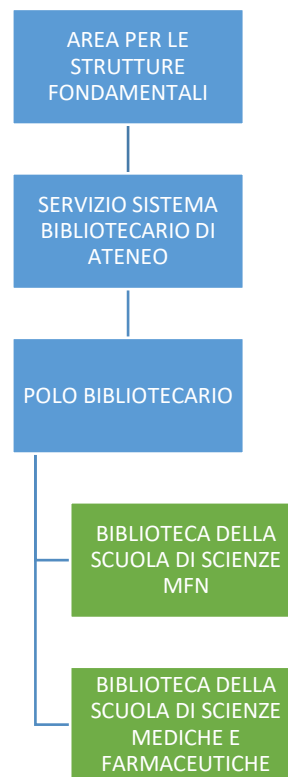 AREA PER LE
STRUTTURE
FONDAMENTALI
SERVIZIO SISTEMA
BIBLIOTECARIO DI
ATENEO
POLO BIBLIOTECARIO
BIBLIOTECA DELLA
SCUOLA DI SCIENZE
MFN
BIBLIOTECA DELLA
SCUOLA DI SCIENZE
MEDICHE E
FARMACEUTICHE